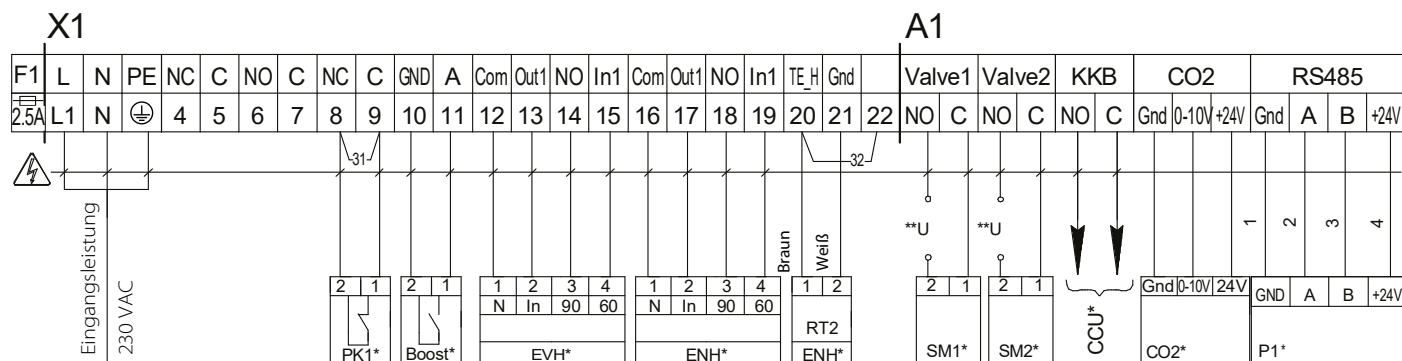 X1 A1
F1 L N PE NC C NO C NC C GND A Com Out1 NO In1 Com Out1 NO In1 TE_H Gnd Valve1 Valve2 KKB CO2 RS485
2.5A L1 N 4 5 6 7 8 9 10 11 12 13 14 15 16 17 18 19 20 21 22 NO C NO C NO C Gnd 0-10V +24V Gnd A B +24V
31 32
Eingangsleistung
230 VAC
**U **U
Braun
Weiß
1 2 3 4
2 1 2 1 1 2 3 4 1 2 3 4 1 2 2 1 2 1 Gnd 0-10V 24V GND A B +24V
N In 90 60 N In 90 60
RT2
PK1* Boost* EVH* ENH* ENH* SM1* SM2* CCU* CO2* P1*